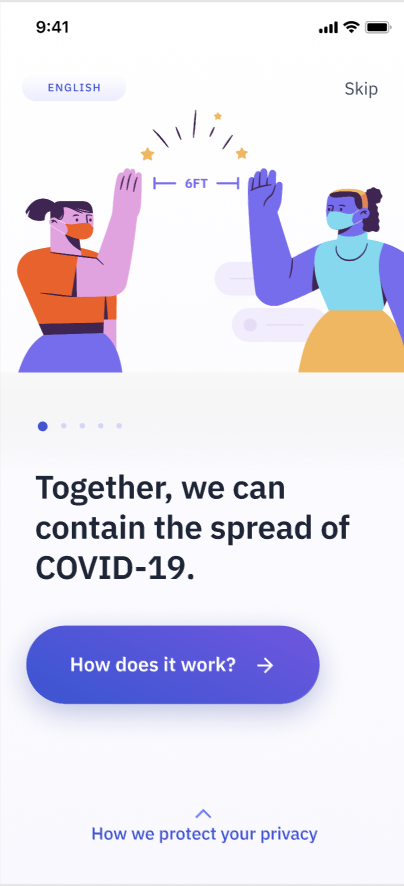 9:41
ENGLISH
Skip
6FT
Together, we can
contain the spread of
COVID-19.
How does it work?
How we protect your privacy